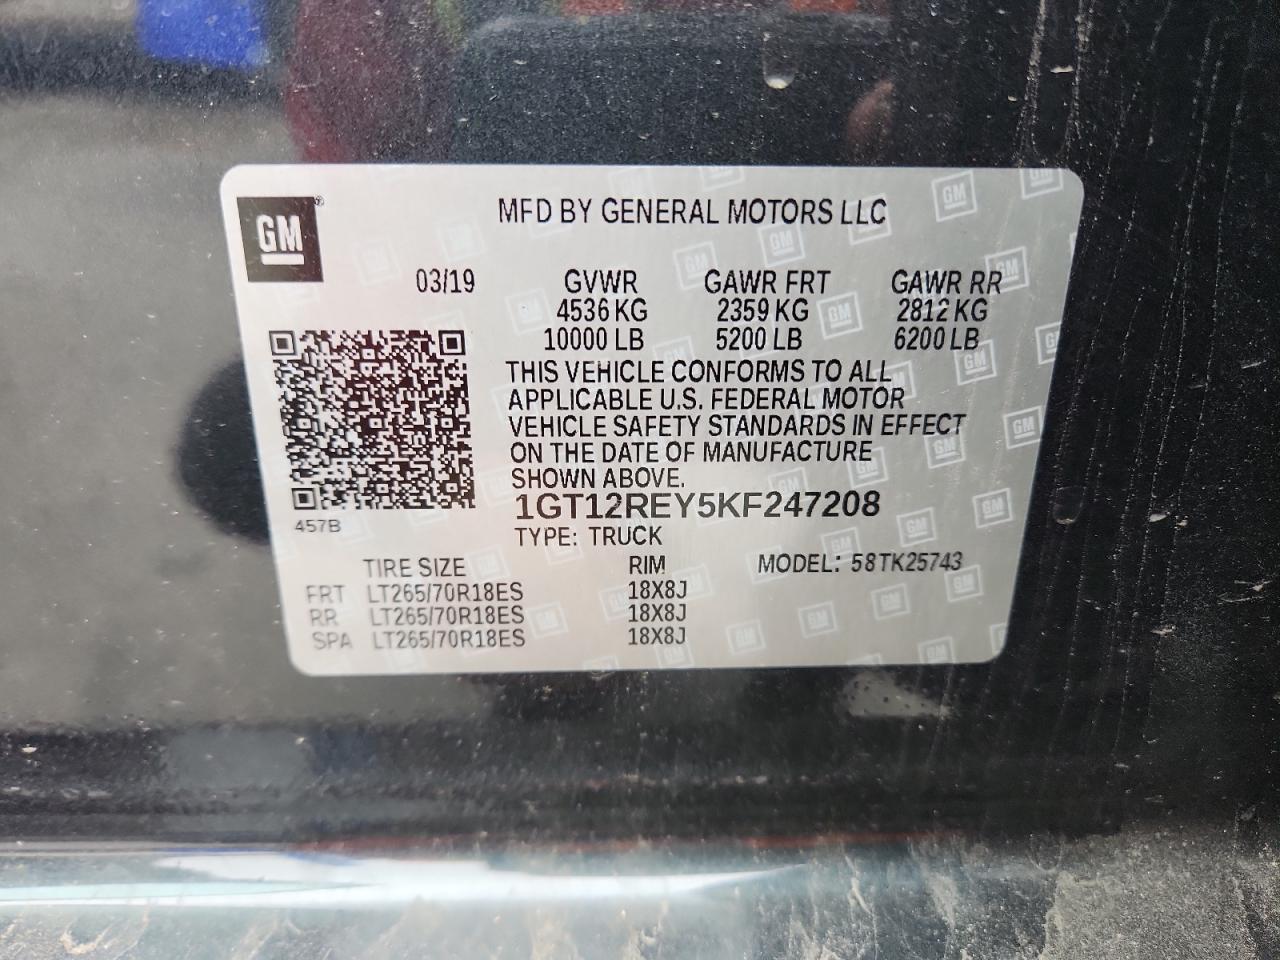 GM®
MFD BY GENERAL MOTORS LLC
03/19 GVWR GAWR FRT GAWR RR
4536 KG 2359 KG 2812 KG
10000 LB 5200 LB 6200 LB
THIS VEHICLE CONFORMS TO ALL
APPLICABLE U.S. FEDERAL MOTOR
VEHICLE SAFETY STANDARDS IN EFFECT
ON THE DATE OF MANUFACTURE
SHOWN ABOVE.
1GT12REY5KF247208
457B
TYPE: TRUCK
TIRE SIZE RIM MODEL: 58TK25743
FRT LT265/70R18ES 18X8J
RR LT265/70R18ES 18X8J
SPA LT265/70R18ES 18X8J